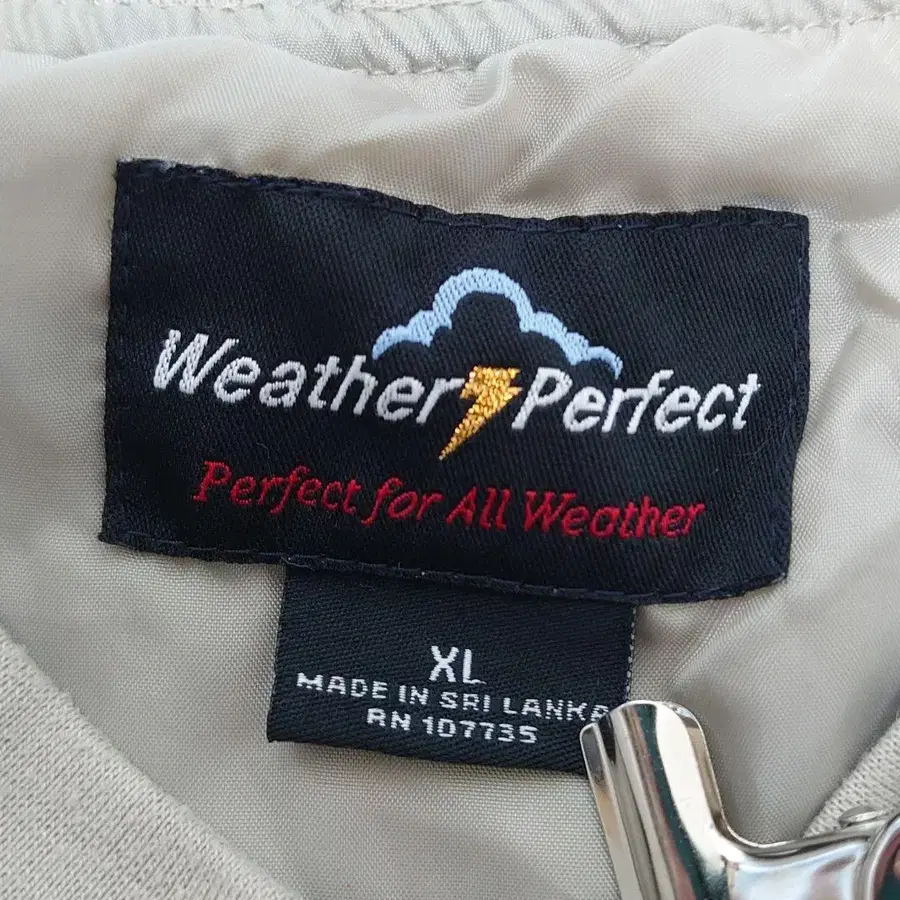 Weather Perfect
Perfect for All Weather
XL
MADE IN SRI LANKA
RN 107735